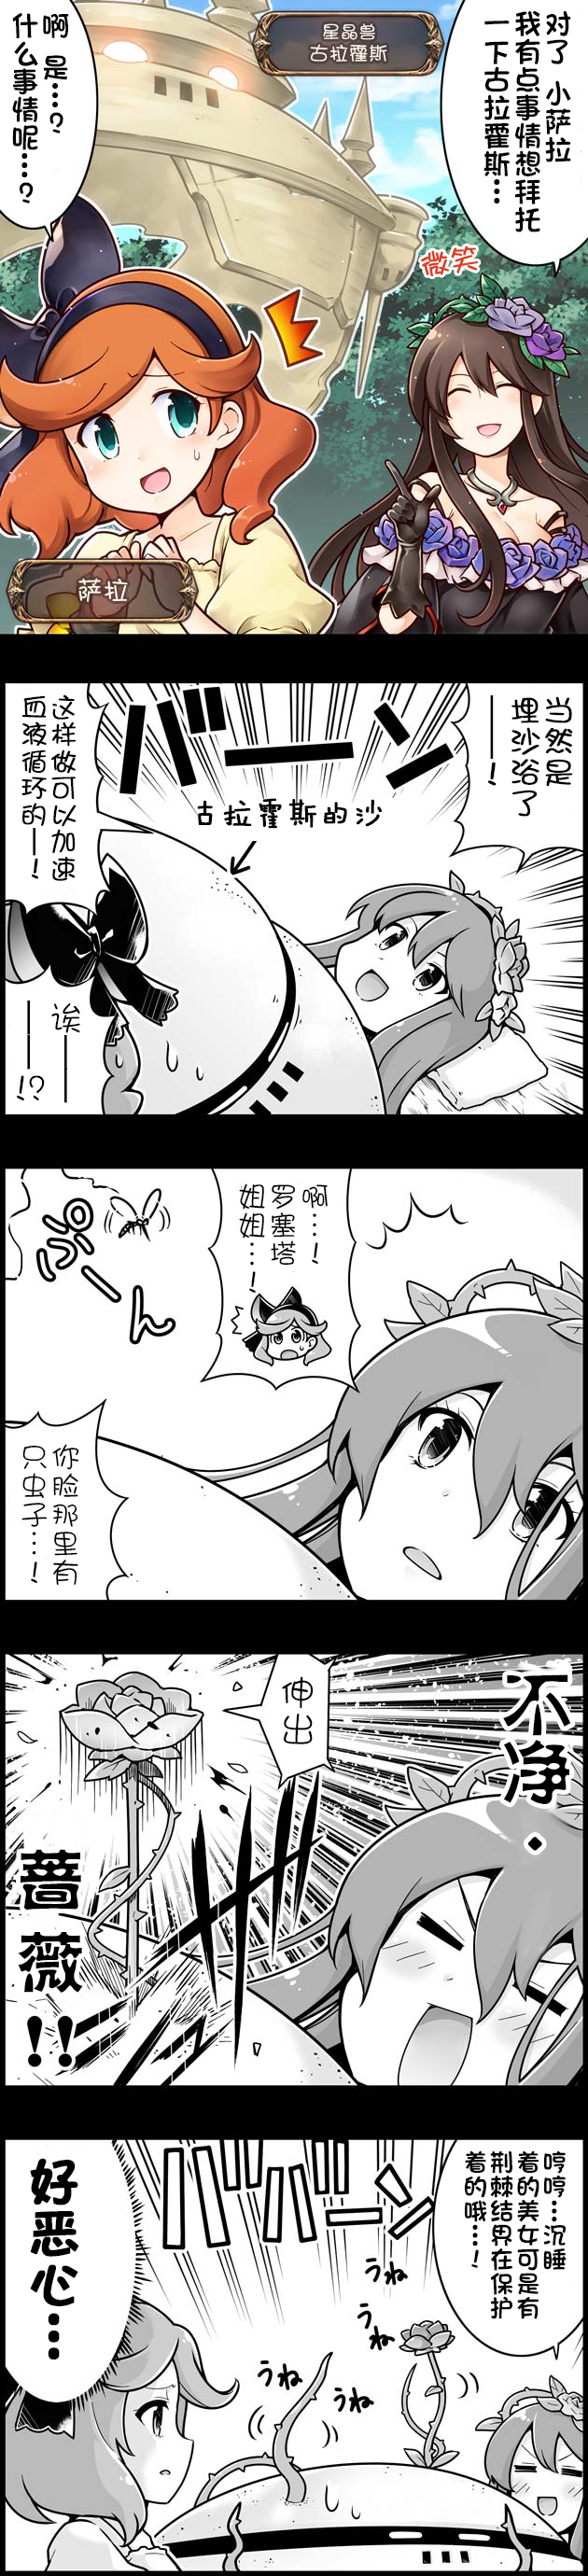 对了 小萨拉
我有点事情想拜托
一下古拉霍斯…
星晶兽
古拉霍斯
啊 是…?
什么事情呢…?
微笑
萨拉
当然是
埋沙浴了
——!
バーン
古拉霍斯的沙
这样做可以加速
血液循环的—!
诶——
——!?
啊…!
罗塞塔
姐姐…!
ぷ~ん
你脸那里有
只虫子…!
不净·
伸出
蔷薇!!
哼哼…沉睡
着的美女可是有
荆棘结界在保护
着的哦…!
バーン
うね
うね
うね
うね
好恶心…